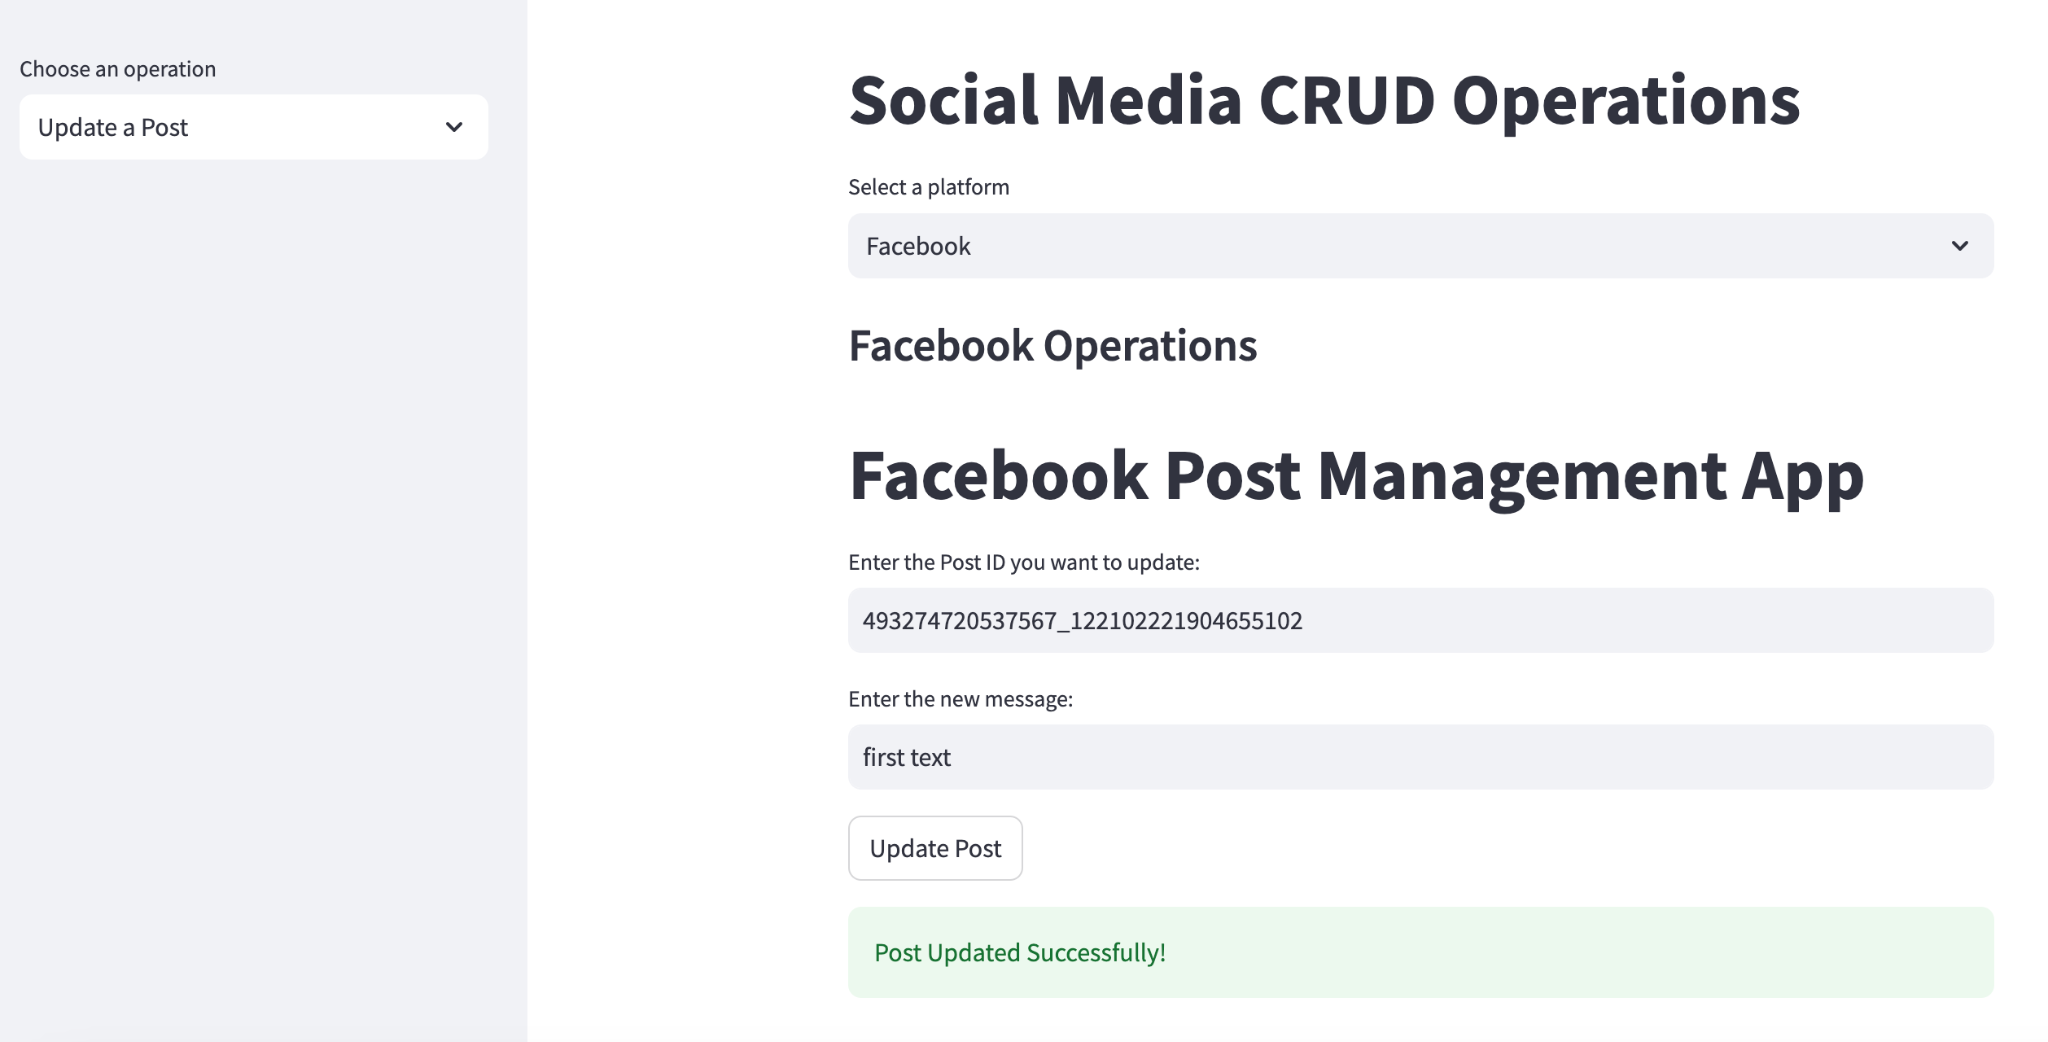 Choose an operation
Update a Post
Social Media CRUD Operations
Select a platform
Facebook
Facebook Operations
Facebook Post Management App
Enter the Post ID you want to update:
493274720537567_122102221904655102
Enter the new message:
first text
Update Post
Post Updated Successfully!